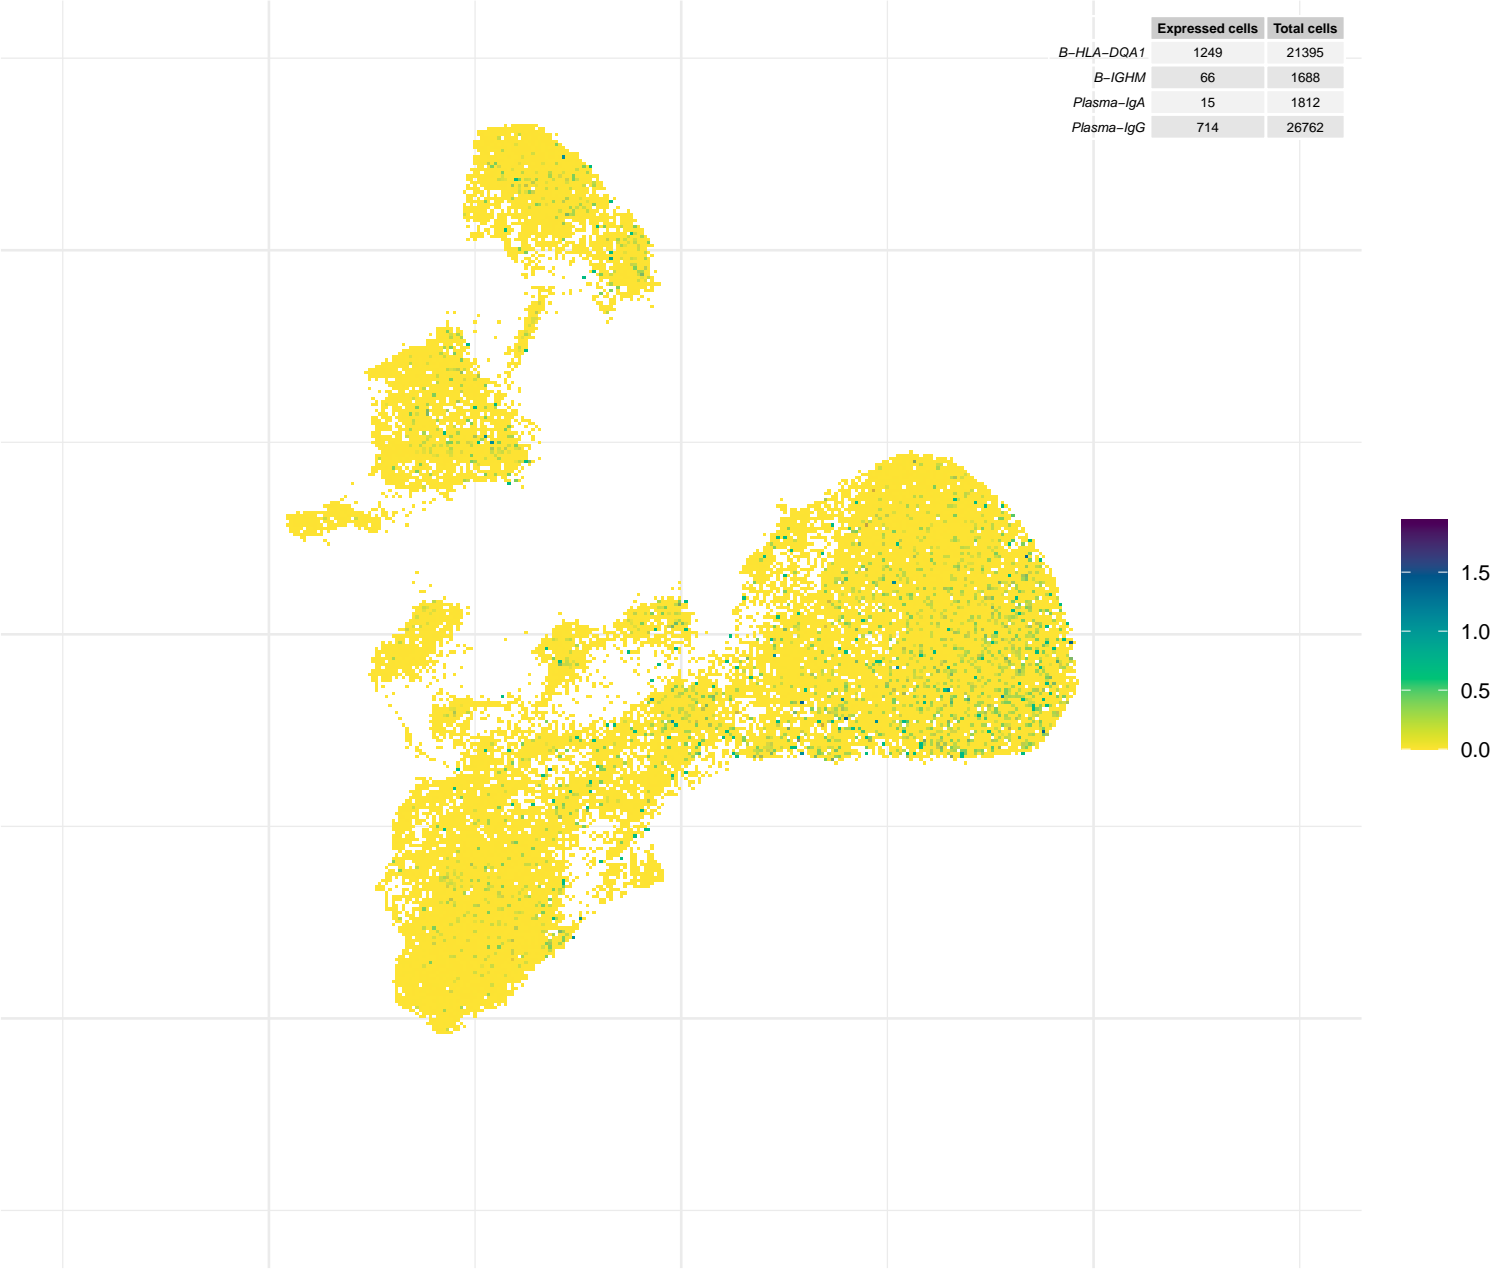 Expressed cells Total cells
B−HLA−DQA1 1249 21395
B−IGHM 66 1688
Plasma−IgA 15 1812
Plasma−IgG 714 26762
1.5
1.0
0.5
0.0